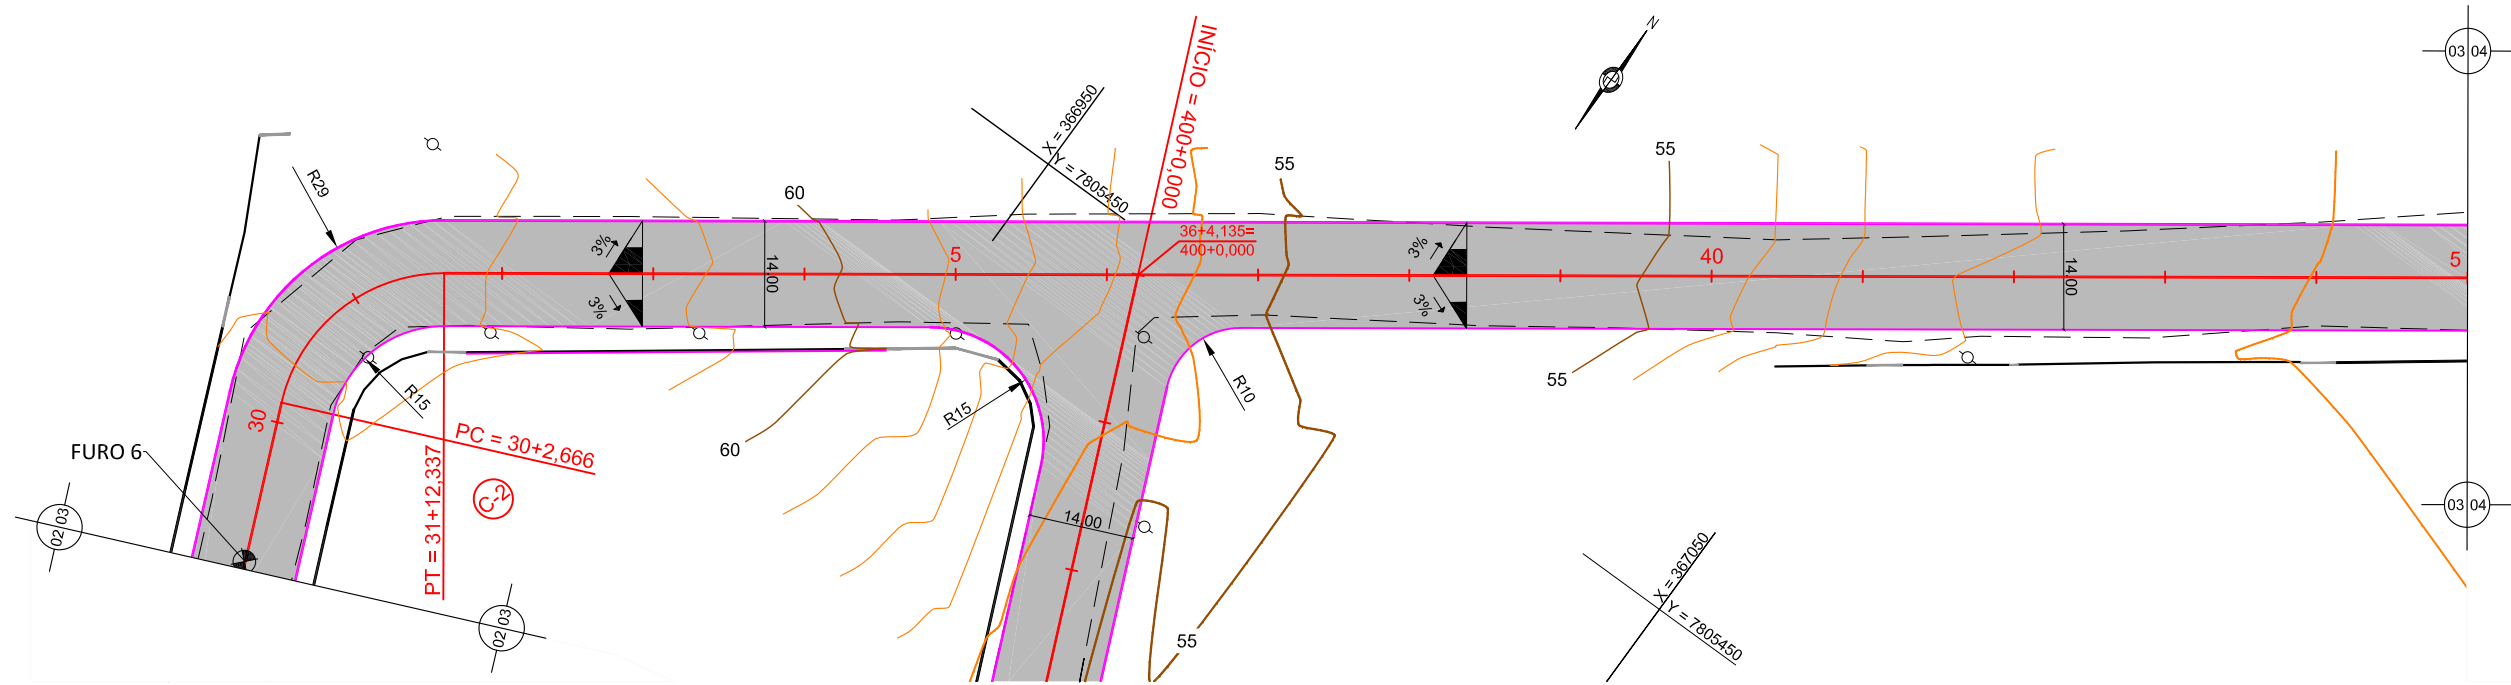 N
03 04
X = 366950
Y = 7805450
INÍCIO = 400+0,000
55
55
R29
60
3%
3%
14.00
5
36+4,135=
400+0,000
3%
3%
40
14.00
5
R15
R15
R10
55
30
PC = 30+2,666
60
FURO 6
PT = 31+12,337
C-2
02 03
14.00
03 04
X = 367050
Y = 7805450
02 03
55